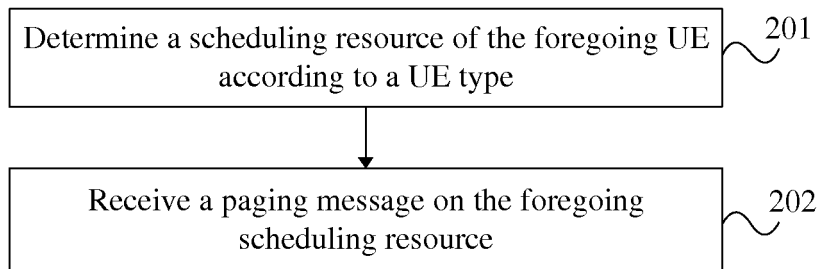 Determine a scheduling resource of the foregoing UE
according to a UE type
201
Receive a paging message on the foregoing
scheduling resource
202